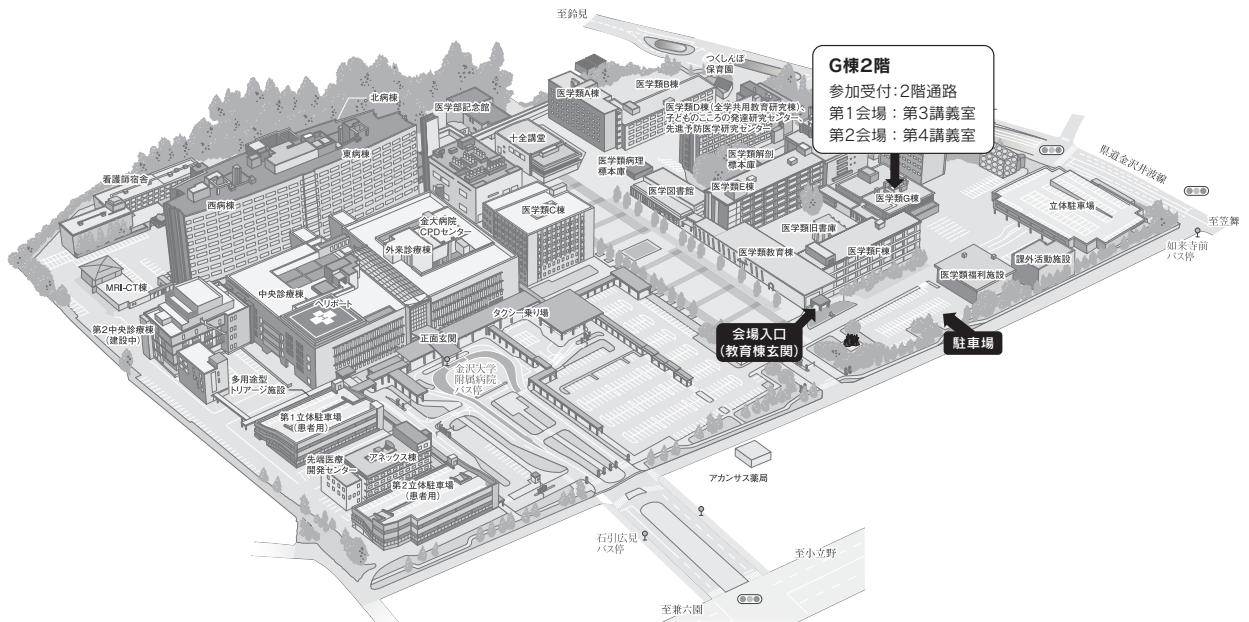 至鈴見
つくしんぼ
保育園
G棟2階
参加受付：2階通路
第1会場：第3講義室
第2会場：第4講義室
北病棟
医学部記念館
医学類A棟
医学類B棟
医学類D棟（全学共用教育研究棟）、
子どものこころの発達研究センター、
先進予防医学研究センター
県道金沢井波線
東病棟
十全講堂
医学類病理
標本庫
医学類解剖
標本庫
看護師宿舎
西病棟
医学図書館
医学類E棟
医学類G棟
立体駐車場
至笠舞
如来寺前
バス停
金大病院
CPDセンター
医学類C棟
外来診療棟
医学類旧書庫
医学類教育棟
医学類F棟
課外活動施設
医学類福利施設
MRI-CT棟
中央診療棟
ヘリポート
タクシー乗り場
第2中央診療棟
（建設中）
正面玄関
会場入口
（教育棟玄関）
駐車場
金沢大学
附属病院
バス停
多用途型
トリアージ施設
第1立体駐車場
（患者用）
先端医療
開発センター
アネックス棟
第2立体駐車場
（患者用）
アカンサス薬局
石引広見
バス停
至小立野
至兼六園